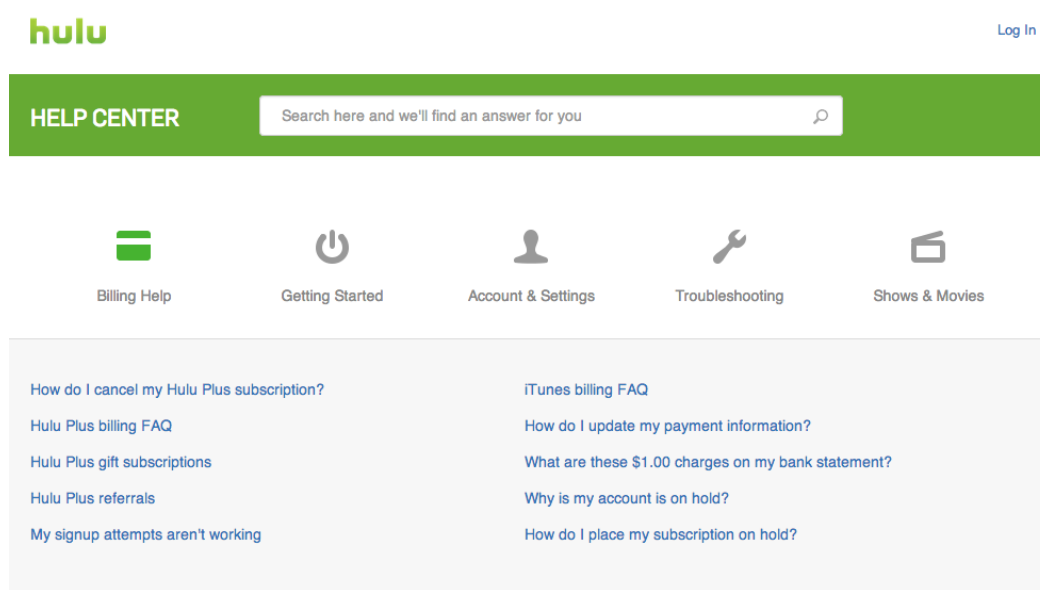 hulu
Log In
HELP CENTER
Search here and we'll find an answer for you
Billing Help
Getting Started
Account & Settings
Troubleshooting
Shows & Movies
How do I cancel my Hulu Plus subscription?
Hulu Plus billing FAQ
Hulu Plus gift subscriptions
Hulu Plus referrals
My signup attempts aren't working
iTunes billing FAQ
How do I update my payment information?
What are these $1.00 charges on my bank statement?
Why is my account is on hold?
How do I place my subscription on hold?